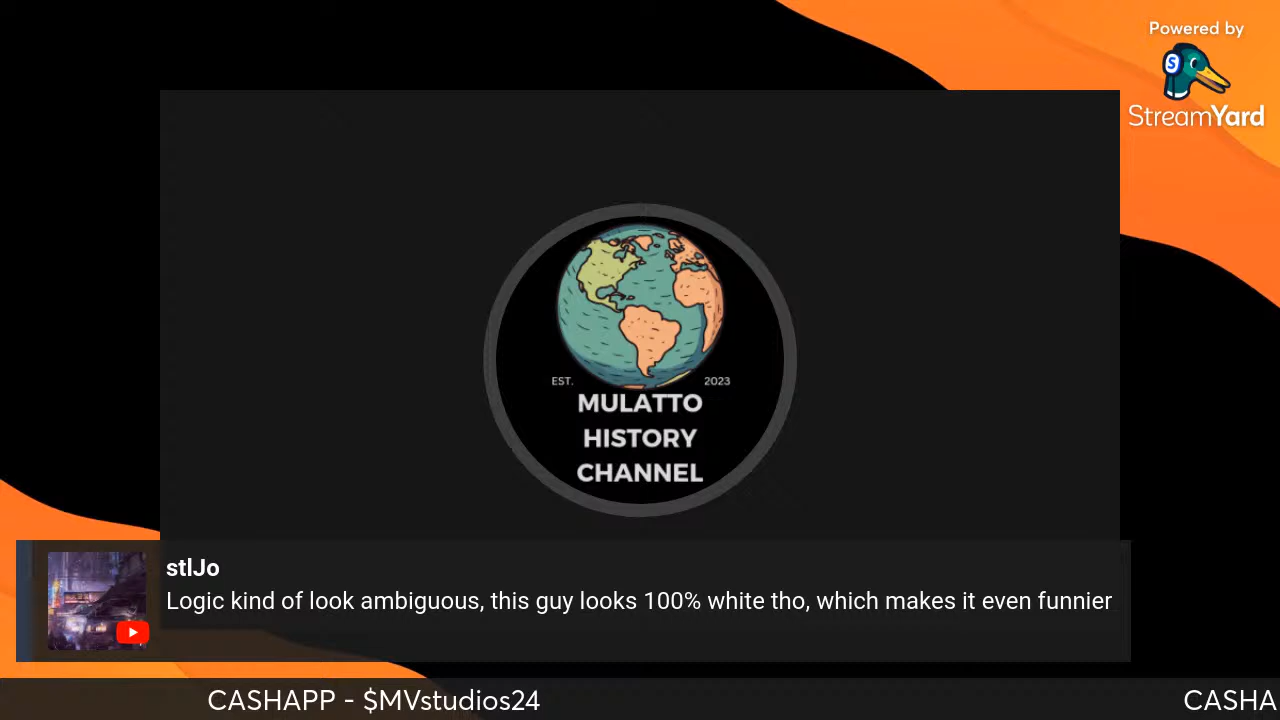 Powered by
S
StreamYard
EST.
2023
MULATTO
HISTORY
CHANNEL
stlJo
Logic kind of look ambiguous, this guy looks 100% white tho, which makes it even funnier
CASHAPP - $MVstudios24
CASHA